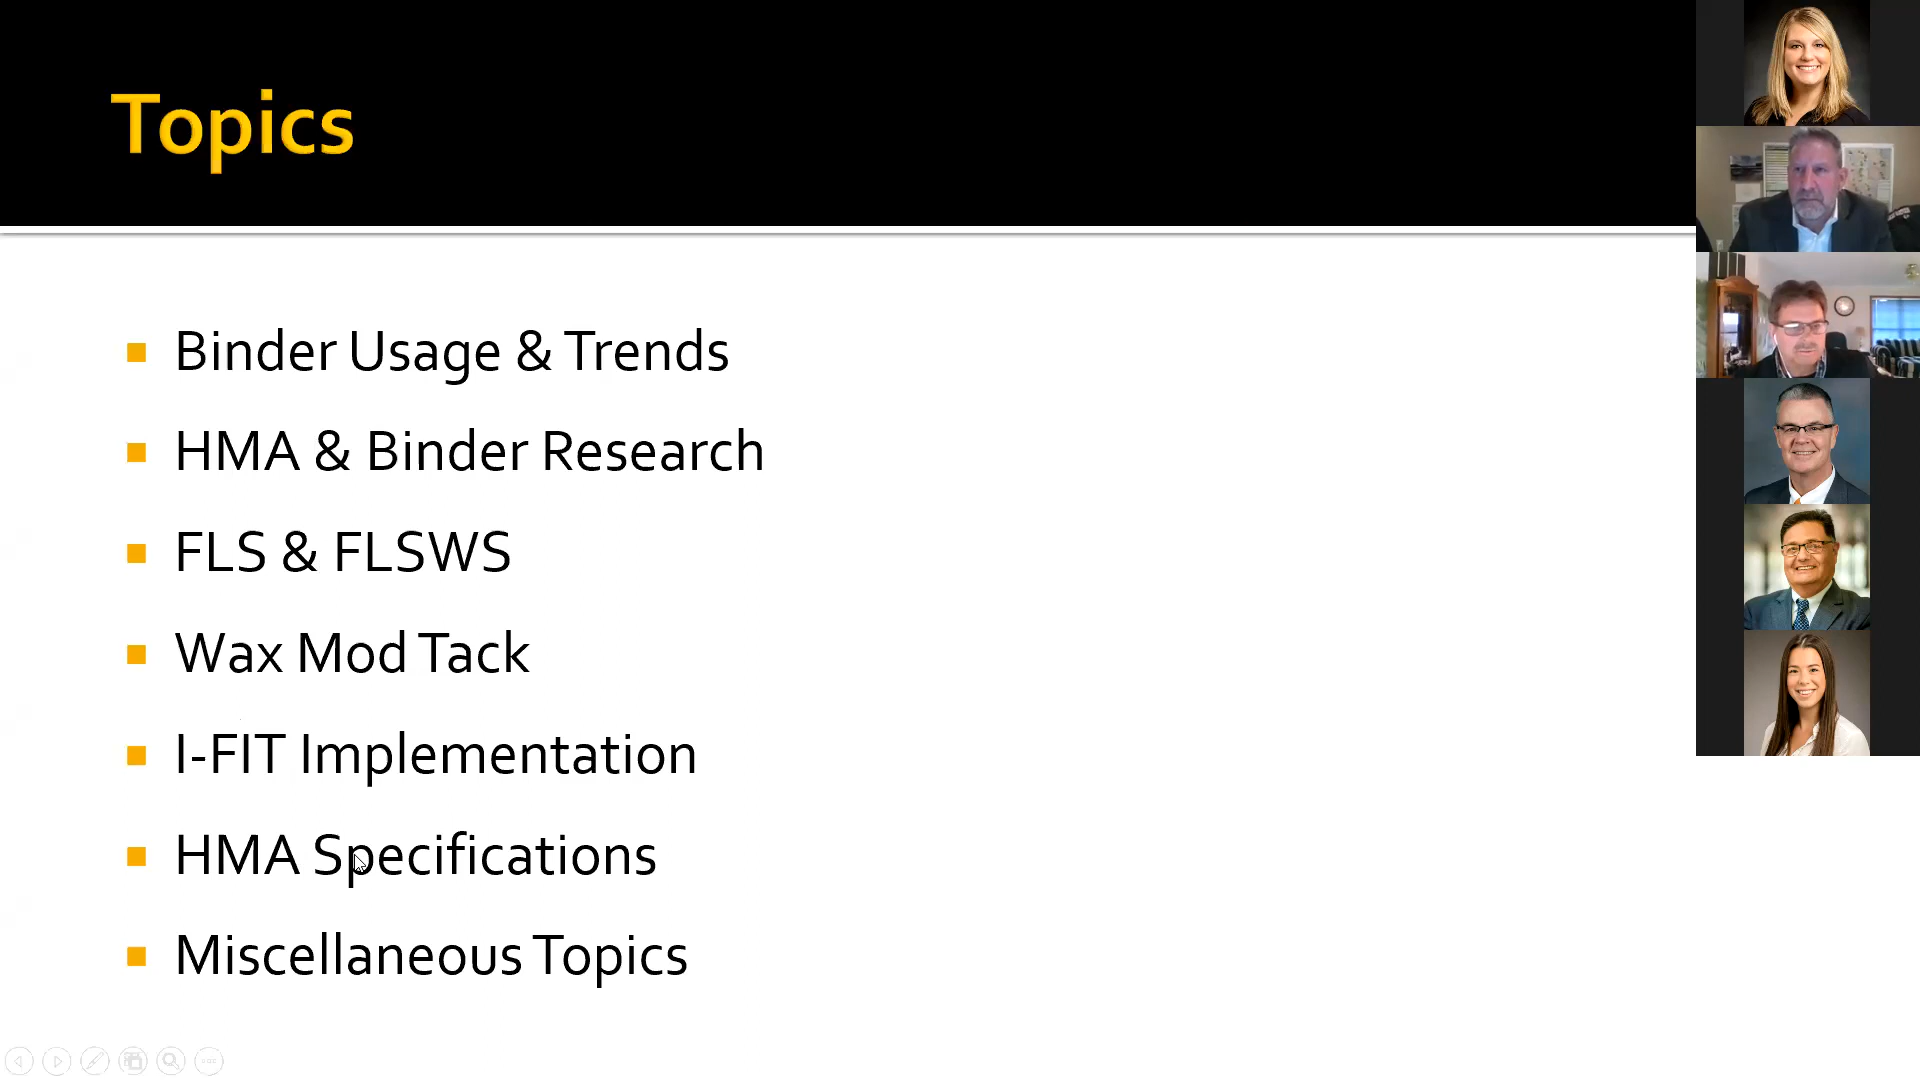 Topics
Binder Usage & Trends
HMA & Binder Research
FLS & FLSWS
Wax Mod Tack
I-FIT Implementation
HMA Specifications
Miscellaneous Topics